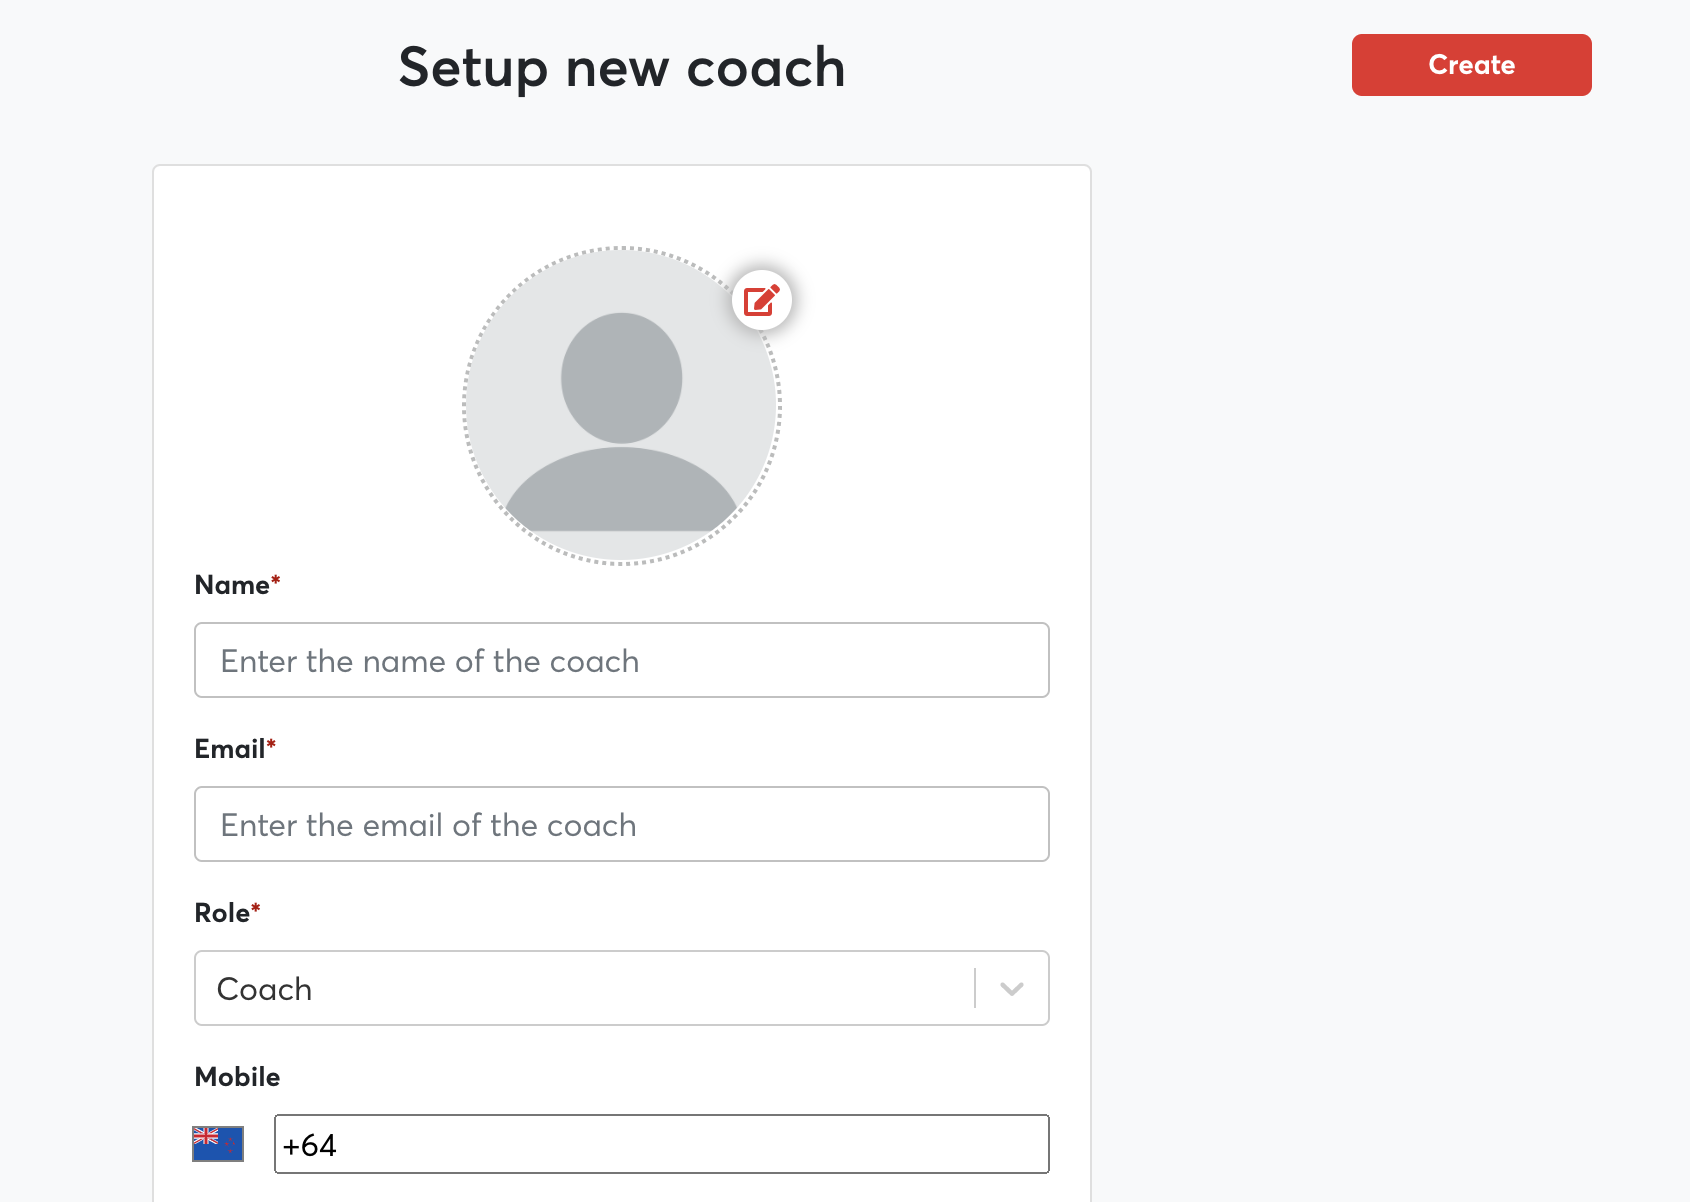 Setup new coach
Create
Name*
Enter the name of the coach
Email*
Enter the email of the coach
Role*
Coach
Mobile
+64